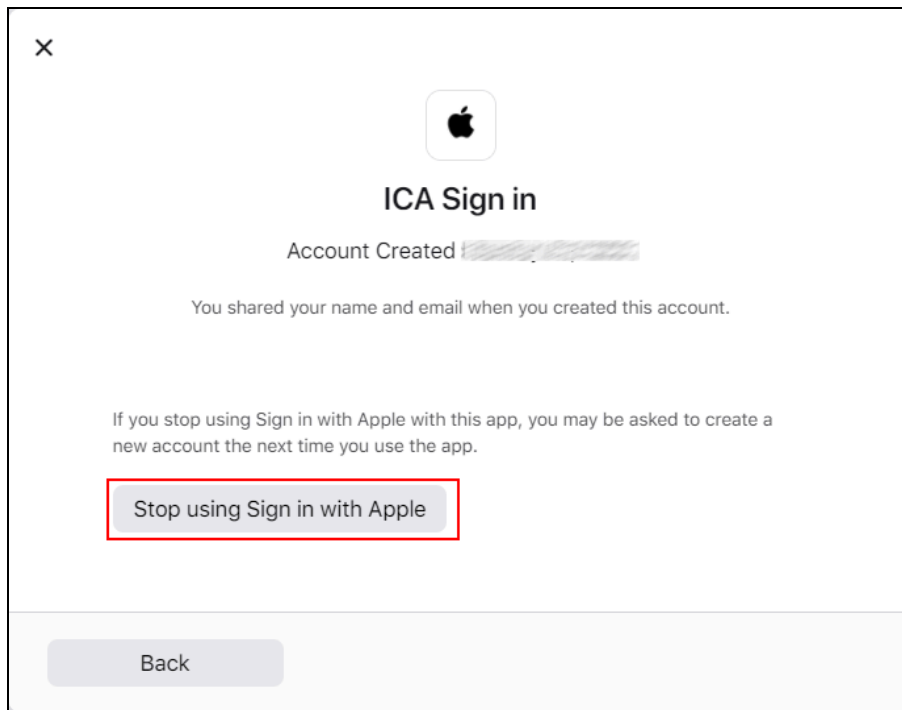 ICA Sign in
Account Created
You shared your name and email when you created this account.
If you stop using Sign in with Apple with this app, you may be asked to create a
new account the next time you use the app.
Stop using Sign in with Apple
Back